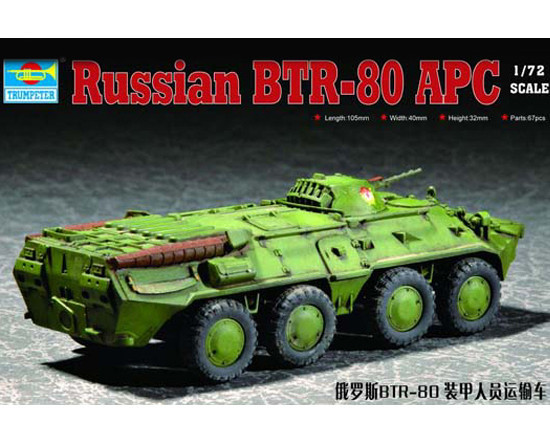 TRUMPETER
Russian BTR-80 APC
1/72
SCALE
★ Length:105mm ★ Width:40mm ★ Height:32mm ★ Parts:67pcs
俄罗斯BTR-80 装甲人员运输车